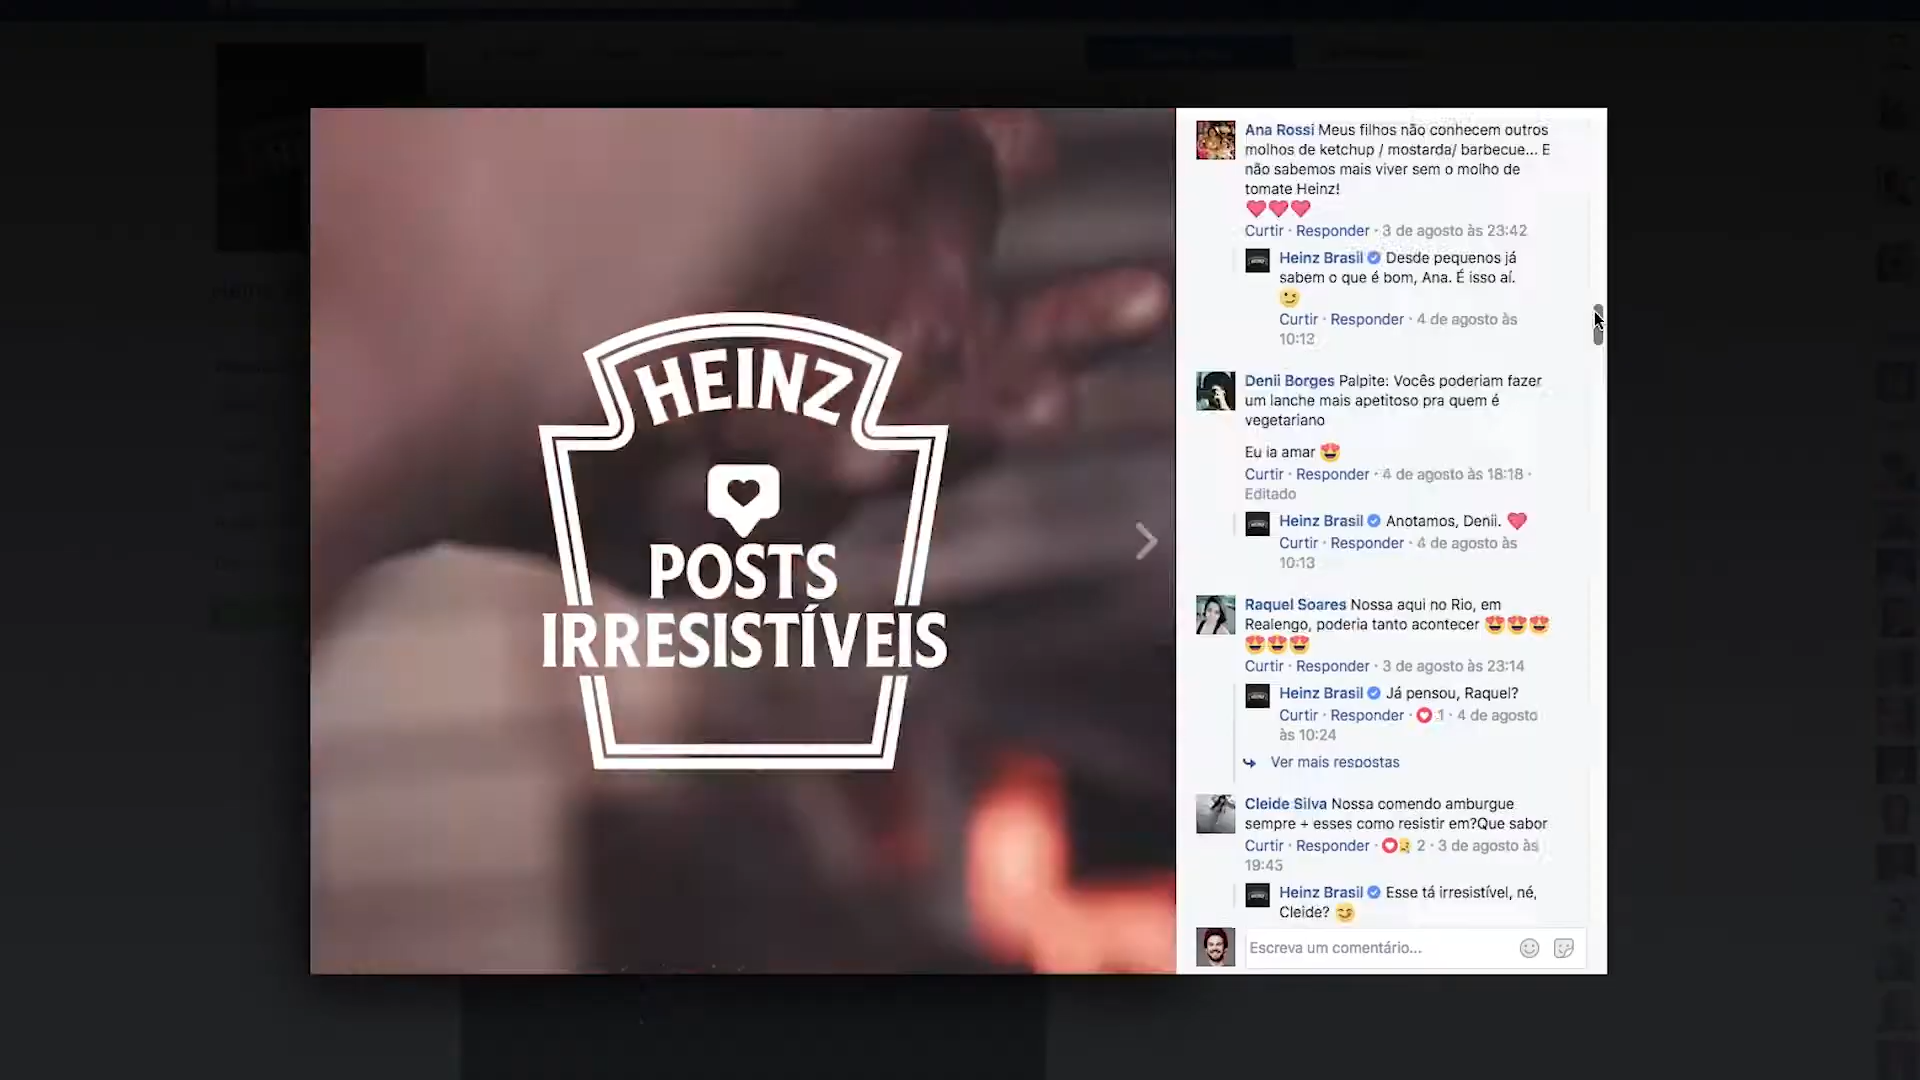 HEINZ
POSTS
IRRESISTÍVEIS
Ana Rossi Meus filhos não conhecem outros
molhos de ketchup / mostarda/ barbecue... E
não sabemos mais viver sem o molho de
tomate Heinz!
❤❤❤
Curtir · Responder · 3 de agosto às 23:42
Heinz Brasil Desde pequenos já
sabem o que é bom, Ana. É isso aí.
😉
Curtir · Responder · 4 de agosto às
10:12
Denii Borges Palpite: Vocês poderiam fazer
um lanche mais apetitoso pra quem é
vegetariano
Eu ia amar 😍
Curtir · Responder · 4 de agosto às 18:18 ·
Editado
Heinz Brasil Anotamos, Denii. ❤
Curtir · Responder · 4 de agosto às
10:13
Raquel Soares Nossa aqui no Rio, em
Realengo, poderia tanto acontecer 😍😍😍
😍😍😍
Curtir · Responder · 3 de agosto às 23:14
Heinz Brasil Já pensou, Raquel?
Curtir · Responder · 1 · 4 de agosto
às 10:24
Ver mais respostas
Cleide Silva Nossa comendo amburgue
sempre + esses como resistir em?Que sabor
Curtir · Responder · 2 · 3 de agosto às
19:45
Heinz Brasil Esse tá irresistível, né,
Cleide? 😏
Escreva um comentário...